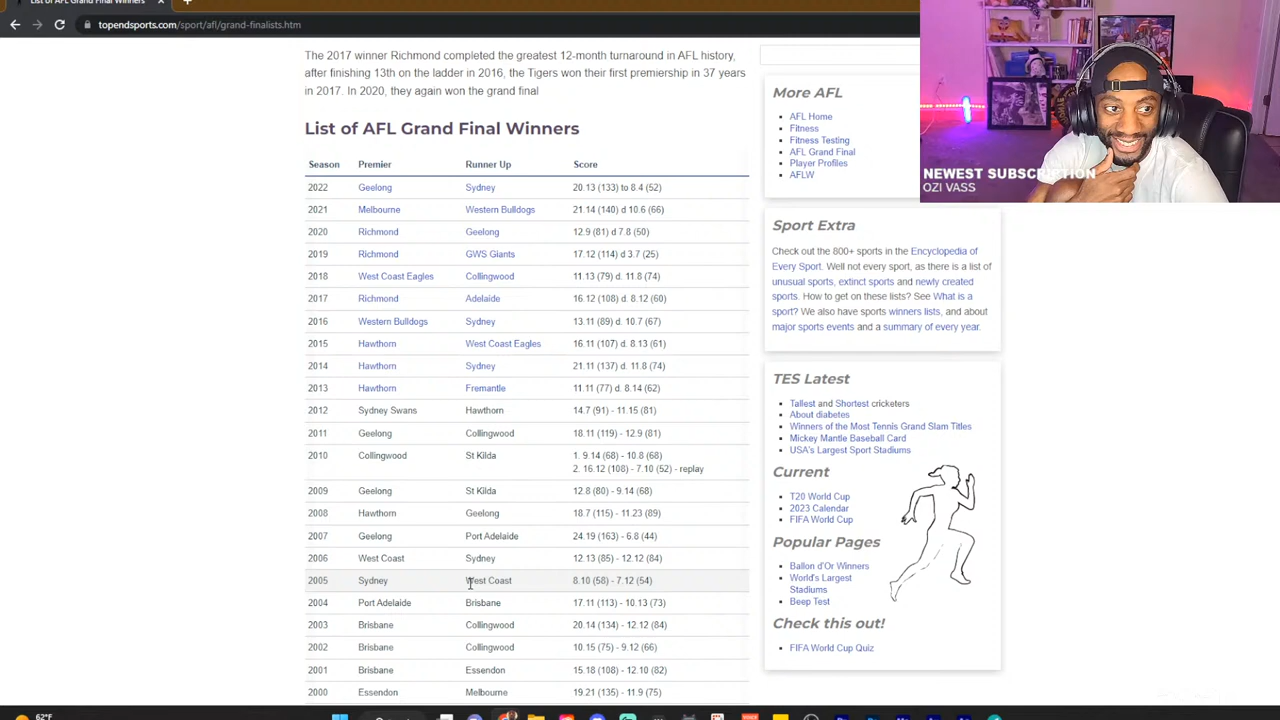 List of AFL Grand Final Winners
topendsports.com/sport/afl/grand-finalists.htm
The 2017 winner Richmond completed the greatest 12-month turnaround in AFL history,
after finishing 13th on the ladder in 2016, the Tigers won their first premiership in 37 years
in 2017. In 2020, they again won the grand final
List of AFL Grand Final Winners
Season Premier Runner Up Score
2022 Geelong Sydney 20.13 (133) to 8.4 (52)
2021 Melbourne Western Bulldogs 21.14 (140) d 10.6 (66)
2020 Richmond Geelong 12.9 (81) d 7.8 (50)
2019 Richmond GWS Giants 17.12 (114) d 3.7 (25)
2018 West Coast Eagles Collingwood 11.13 (79) d. 11.8 (74)
2017 Richmond Adelaide 16.12 (108) d. 8.12 (60)
2016 Western Bulldogs Sydney 13.11 (89) d. 10.7 (67)
2015 Hawthorn West Coast Eagles 16.11 (107) d. 8.13 (61)
2014 Hawthorn Sydney 21.11 (137) d. 11.8 (74)
2013 Hawthorn Fremantle 11.11 (77) d. 8.14 (62)
2012 Sydney Swans Hawthorn 14.7 (91) - 11.15 (81)
2011 Geelong Collingwood 18.11 (119) - 12.9 (81)
2010 Collingwood St Kilda 1. 9.14 (68) - 10.8 (68)
2. 16.12 (108) - 7.10 (52) - replay
2009 Geelong St Kilda 12.8 (80) - 9.14 (68)
2008 Hawthorn Geelong 18.7 (115) - 11.23 (89)
2007 Geelong Port Adelaide 24.19 (163) - 6.8 (44)
2006 West Coast Sydney 12.13 (85) - 12.12 (84)
2005 Sydney West Coast 8.10 (58) - 7.12 (54)
2004 Port Adelaide Brisbane 17.11 (113) - 10.13 (73)
2003 Brisbane Collingwood 20.14 (134) - 12.12 (84)
2002 Brisbane Collingwood 10.15 (75) - 9.12 (66)
2001 Brisbane Essendon 15.18 (108) - 12.10 (82)
2000 Essendon Melbourne 19.21 (135) - 11.9 (75)
More AFL
AFL Home
Fitness
Fitness Testing
AFL Grand Final
Player Profiles
AFLW
Sport Extra
Check out the 800+ sports in the Encyclopedia of
Every Sport. Well not every sport, as there is a list of
unusual sports, extinct sports and newly created
sports. How to get on these lists? See What is a
sport? We also have sports winners lists, and about
major sports events and a summary of every year.
TES Latest
Tallest and Shortest cricketers
About diabetes
Winners of the Most Tennis Grand Slam Titles
Mickey Mantle Baseball Card
USA's Largest Sport Stadiums
Current
T20 World Cup
2023 Calendar
FIFA World Cup
Popular Pages
Ballon d'Or Winners
World's Largest
Stadiums
Beep Test
Check this out!
FIFA World Cup Quiz
NEWEST SUBSCRIPTION
OZI VASS
62°F